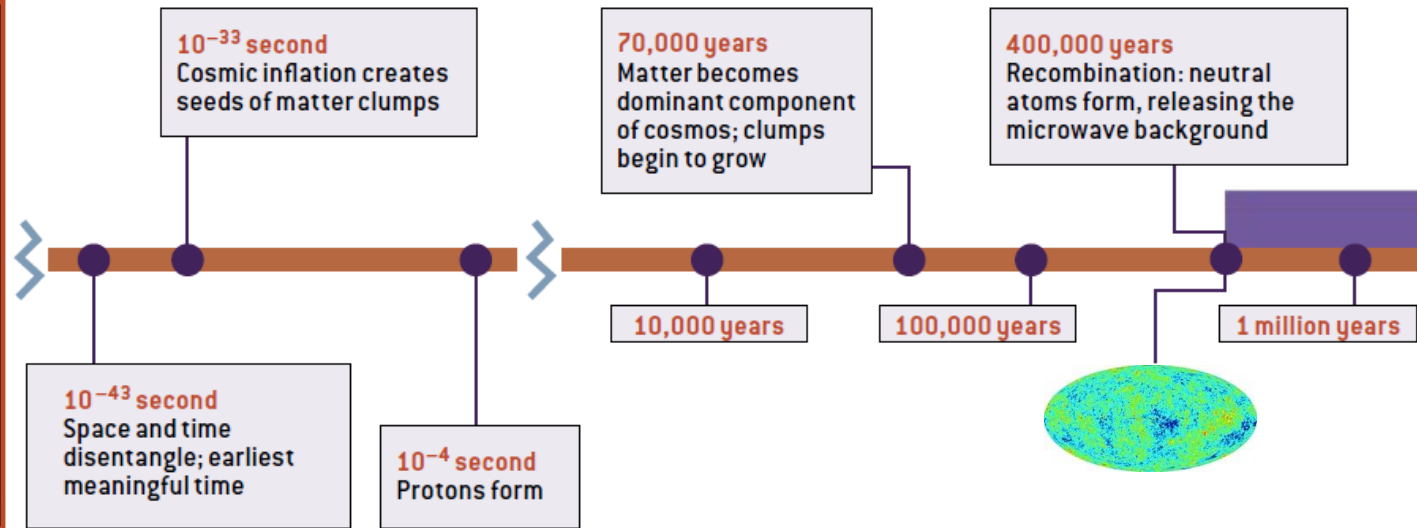 10⁻³³ second
Cosmic inflation creates
seeds of matter clumps
70,000 years
Matter becomes
dominant component
of cosmos; clumps
begin to grow
400,000 years
Recombination: neutral
atoms form, releasing the
microwave background
10,000 years
100,000 years
1 million years
10⁻⁴³ second
Space and time
disentangle; earliest
meaningful time
10⁻⁴ second
Protons form